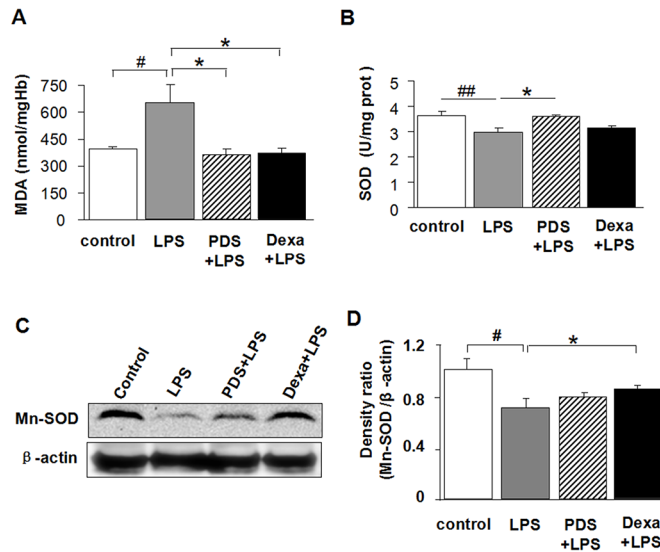 A
MDA (nmol/mgHb)
750
600
450
300
150
0
#
*
*
control
LPS
PDS
+LPS
Dexa
+LPS
B
SOD (U/mg prot)
5
4
3
2
1
0
##
*
control
LPS
PDS
+LPS
Dexa
+LPS
C
Control
LPS
PDS+LPS
Dexa+LPS
Mn-SOD
β-actin
D
Density ratio
(Mn-SOD /β -actin)
1.2
0.8
0.4
0
#
*
control
LPS
PDS
+LPS
Dexa
+LPS